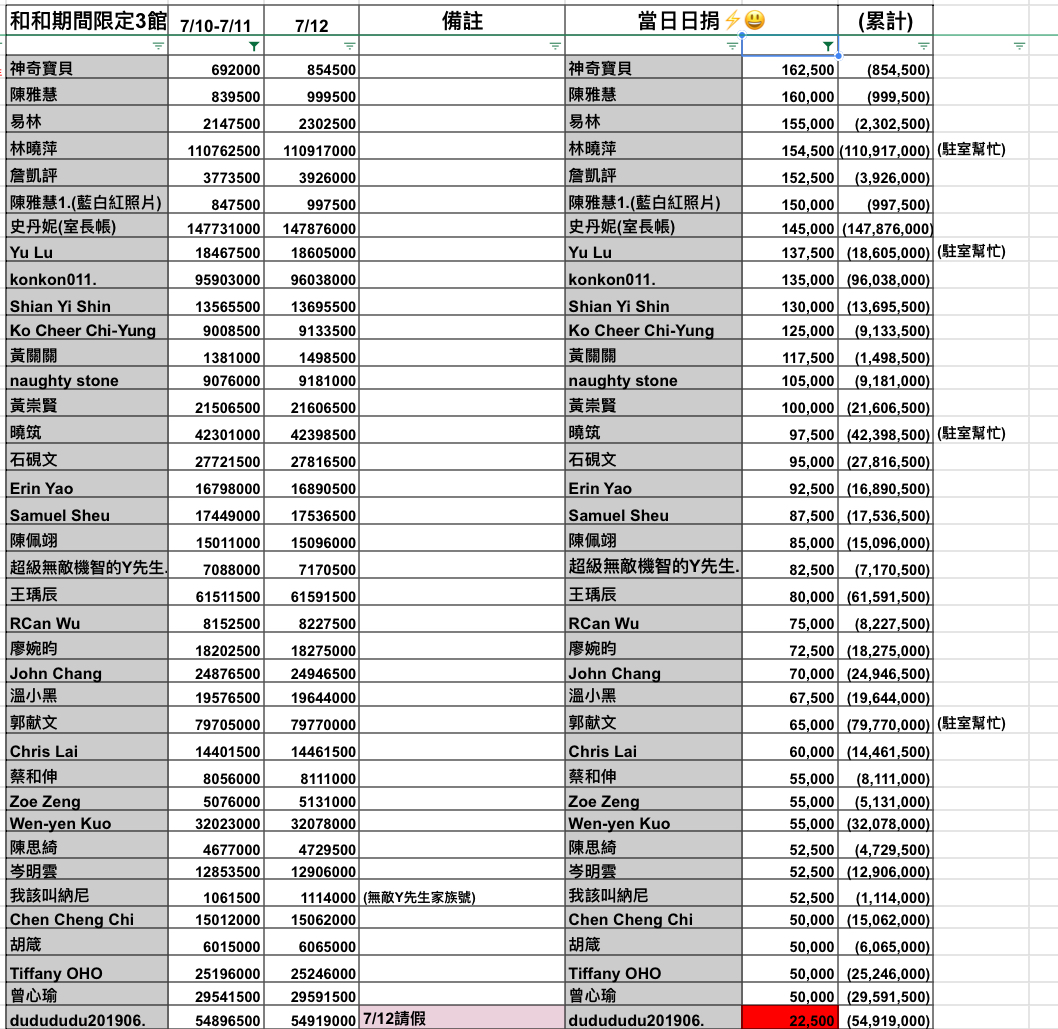 和和期間限定3館 7/10-7/11 7/12 備註 當日日捐⚡😃 (累計)
神奇寶貝 692000 854500 神奇寶貝 162,500 (854,500)
陳雅慧 839500 999500 陳雅慧 160,000 (999,500)
易林 2147500 2302500 易林 155,000 (2,302,500)
林曉萍 110762500 110917000 林曉萍 154,500 (110,917,000) (駐室幫忙)
詹凱評 3773500 3926000 詹凱評 152,500 (3,926,000)
陳雅慧1.(藍白紅照片) 847500 997500 陳雅慧1.(藍白紅照片) 150,000 (997,500)
史丹妮(室長帳) 147731000 147876000 史丹妮(室長帳) 145,000 (147,876,000)
Yu Lu 18467500 18605000 Yu Lu 137,500 (18,605,000) (駐室幫忙)
konkon011. 95903000 96038000 konkon011. 135,000 (96,038,000)
Shian Yi Shin 13565500 13695500 Shian Yi Shin 130,000 (13,695,500)
Ko Cheer Chi-Yung 9008500 9133500 Ko Cheer Chi-Yung 125,000 (9,133,500)
黃關關 1381000 1498500 黃關關 117,500 (1,498,500)
naughty stone 9076000 9181000 naughty stone 105,000 (9,181,000)
黃崇賢 21506500 21606500 黃崇賢 100,000 (21,606,500)
曉筑 42301000 42398500 曉筑 97,500 (42,398,500) (駐室幫忙)
石硯文 27721500 27816500 石硯文 95,000 (27,816,500)
Erin Yao 16798000 16890500 Erin Yao 92,500 (16,890,500)
Samuel Sheu 17449000 17536500 Samuel Sheu 87,500 (17,536,500)
陳佩翊 15011000 15096000 陳佩翊 85,000 (15,096,000)
超級無敵機智的Y先生. 7088000 7170500 超級無敵機智的Y先生. 82,500 (7,170,500)
王瑀辰 61511500 61591500 王瑀辰 80,000 (61,591,500)
RCan Wu 8152500 8227500 RCan Wu 75,000 (8,227,500)
廖婉昀 18202500 18275000 廖婉昀 72,500 (18,275,000)
John Chang 24876500 24946500 John Chang 70,000 (24,946,500)
溫小黑 19576500 19644000 溫小黑 67,500 (19,644,000)
郭献文 79705000 79770000 郭献文 65,000 (79,770,000) (駐室幫忙)
Chris Lai 14401500 14461500 Chris Lai 60,000 (14,461,500)
蔡和伸 8056000 8111000 蔡和伸 55,000 (8,111,000)
Zoe Zeng 5076000 5131000 Zoe Zeng 55,000 (5,131,000)
Wen-yen Kuo 32023000 32078000 Wen-yen Kuo 55,000 (32,078,000)
陳思綺 4677000 4729500 陳思綺 52,500 (4,729,500)
岑明雲 12853500 12906000 岑明雲 52,500 (12,906,000)
我該叫納尼 1061500 1114000 (無敵Y先生家族號) 我該叫納尼 52,500 (1,114,000)
Chen Cheng Chi 15012000 15062000 Chen Cheng Chi 50,000 (15,062,000)
胡箴 6015000 6065000 胡箴 50,000 (6,065,000)
Tiffany OHO 25196000 25246000 Tiffany OHO 50,000 (25,246,000)
曾心瑜 29541500 29591500 曾心瑜 50,000 (29,591,500)
dudududu201906. 54896500 54919000 7/12請假 dudududu201906. 22,500 (54,919,000)